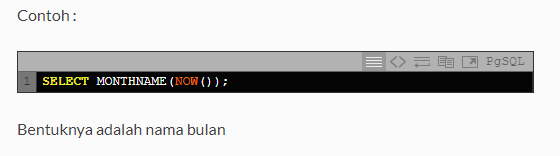 Contoh :
PgSQL
1 SELECT MONTHNAME(NOW());
Bentuknya adalah nama bulan